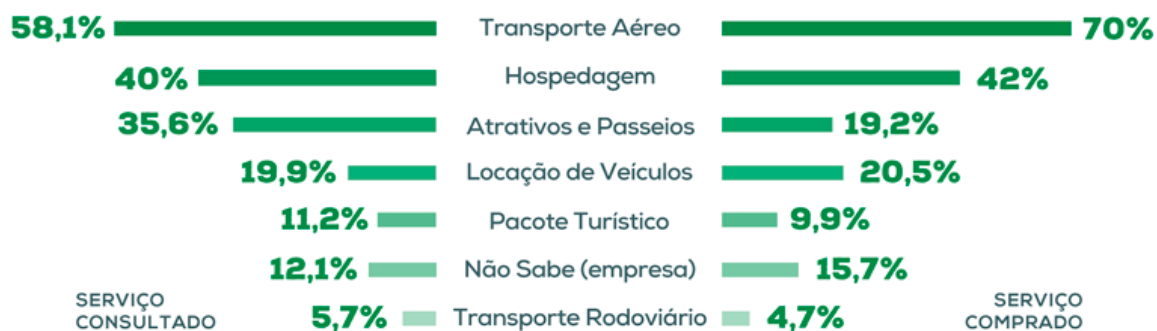 58,1% Transporte Aéreo 70%
40% Hospedagem 42%
35,6% Atrativos e Passeios 19,2%
19,9% Locação de Veículos 20,5%
11,2% Pacote Turístico 9,9%
12,1% Não Sabe (empresa) 15,7%
5,7% Transporte Rodoviário 4,7%
SERVIÇO
CONSULTADO
SERVIÇO
COMPRADO